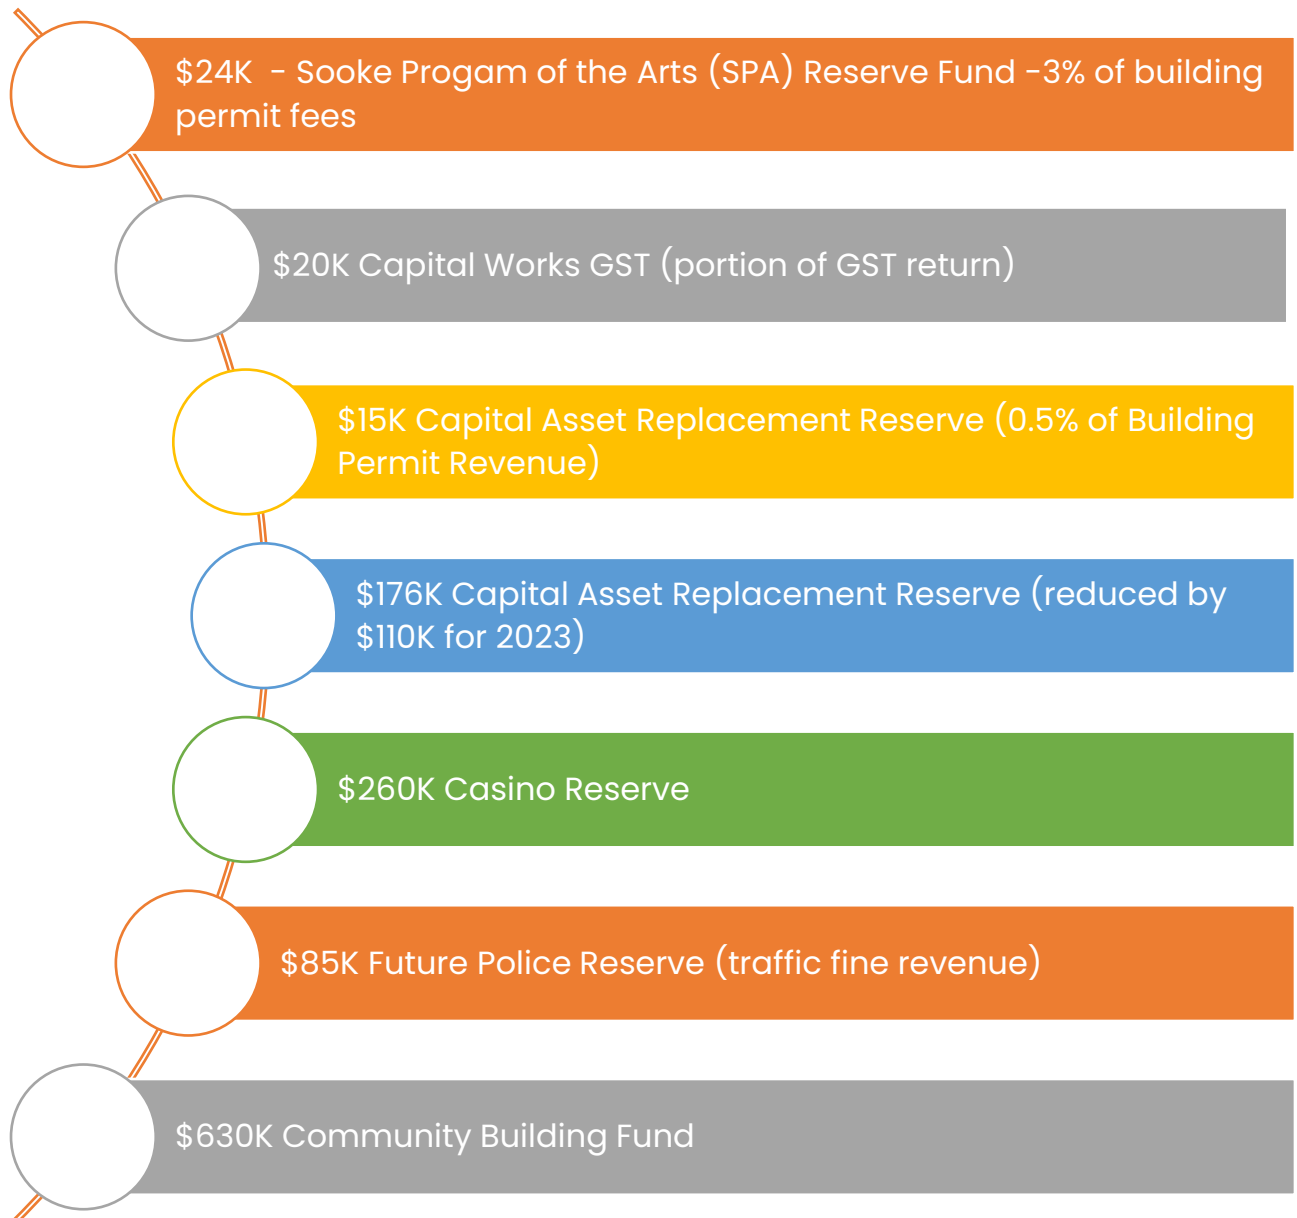 $24K - Sooke Progam of the Arts (SPA) Reserve Fund -3% of building
permit fees
$20K Capital Works GST (portion of GST return)
$15K Capital Asset Replacement Reserve (0.5% of Building
Permit Revenue)
$176K Capital Asset Replacement Reserve (reduced by
$110K for 2023)
$260K Casino Reserve
$85K Future Police Reserve (traffic fine revenue)
$630K Community Building Fund